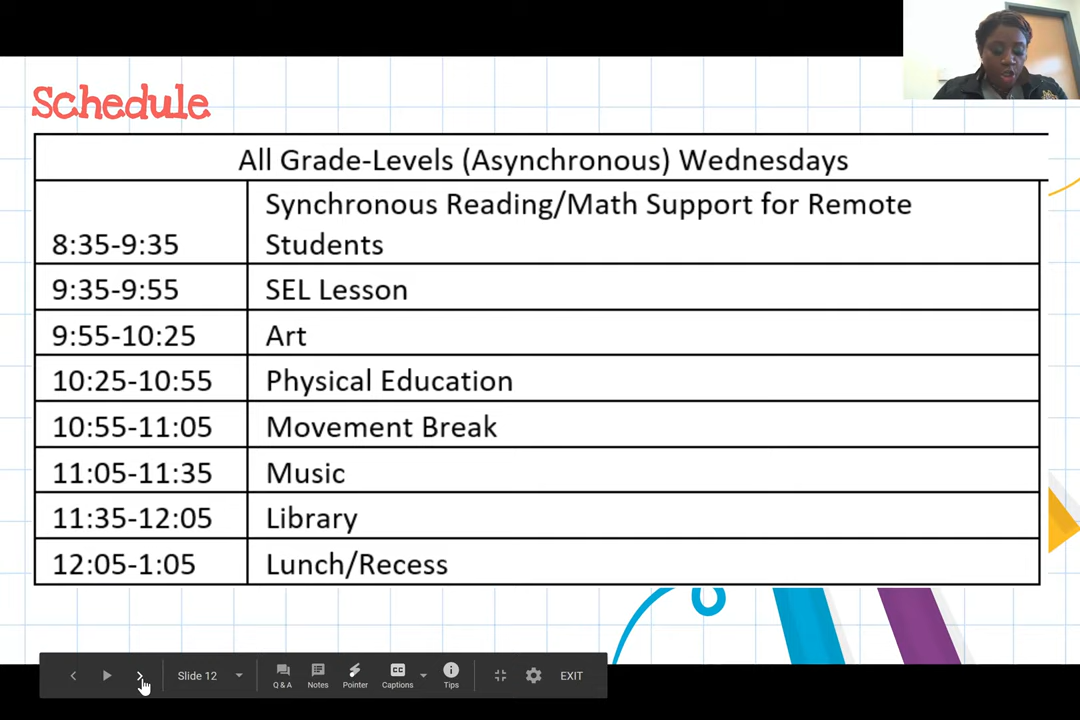 Schedule
All Grade-Levels (Asynchronous) Wednesdays
8:35-9:35 Synchronous Reading/Math Support for Remote
Students
9:35-9:55 SEL Lesson
9:55-10:25 Art
10:25-10:55 Physical Education
10:55-11:05 Movement Break
11:05-11:35 Music
11:35-12:05 Library
12:05-1:05 Lunch/Recess
Slide 12 Q & A Notes Pointer CC Captions Tips EXIT